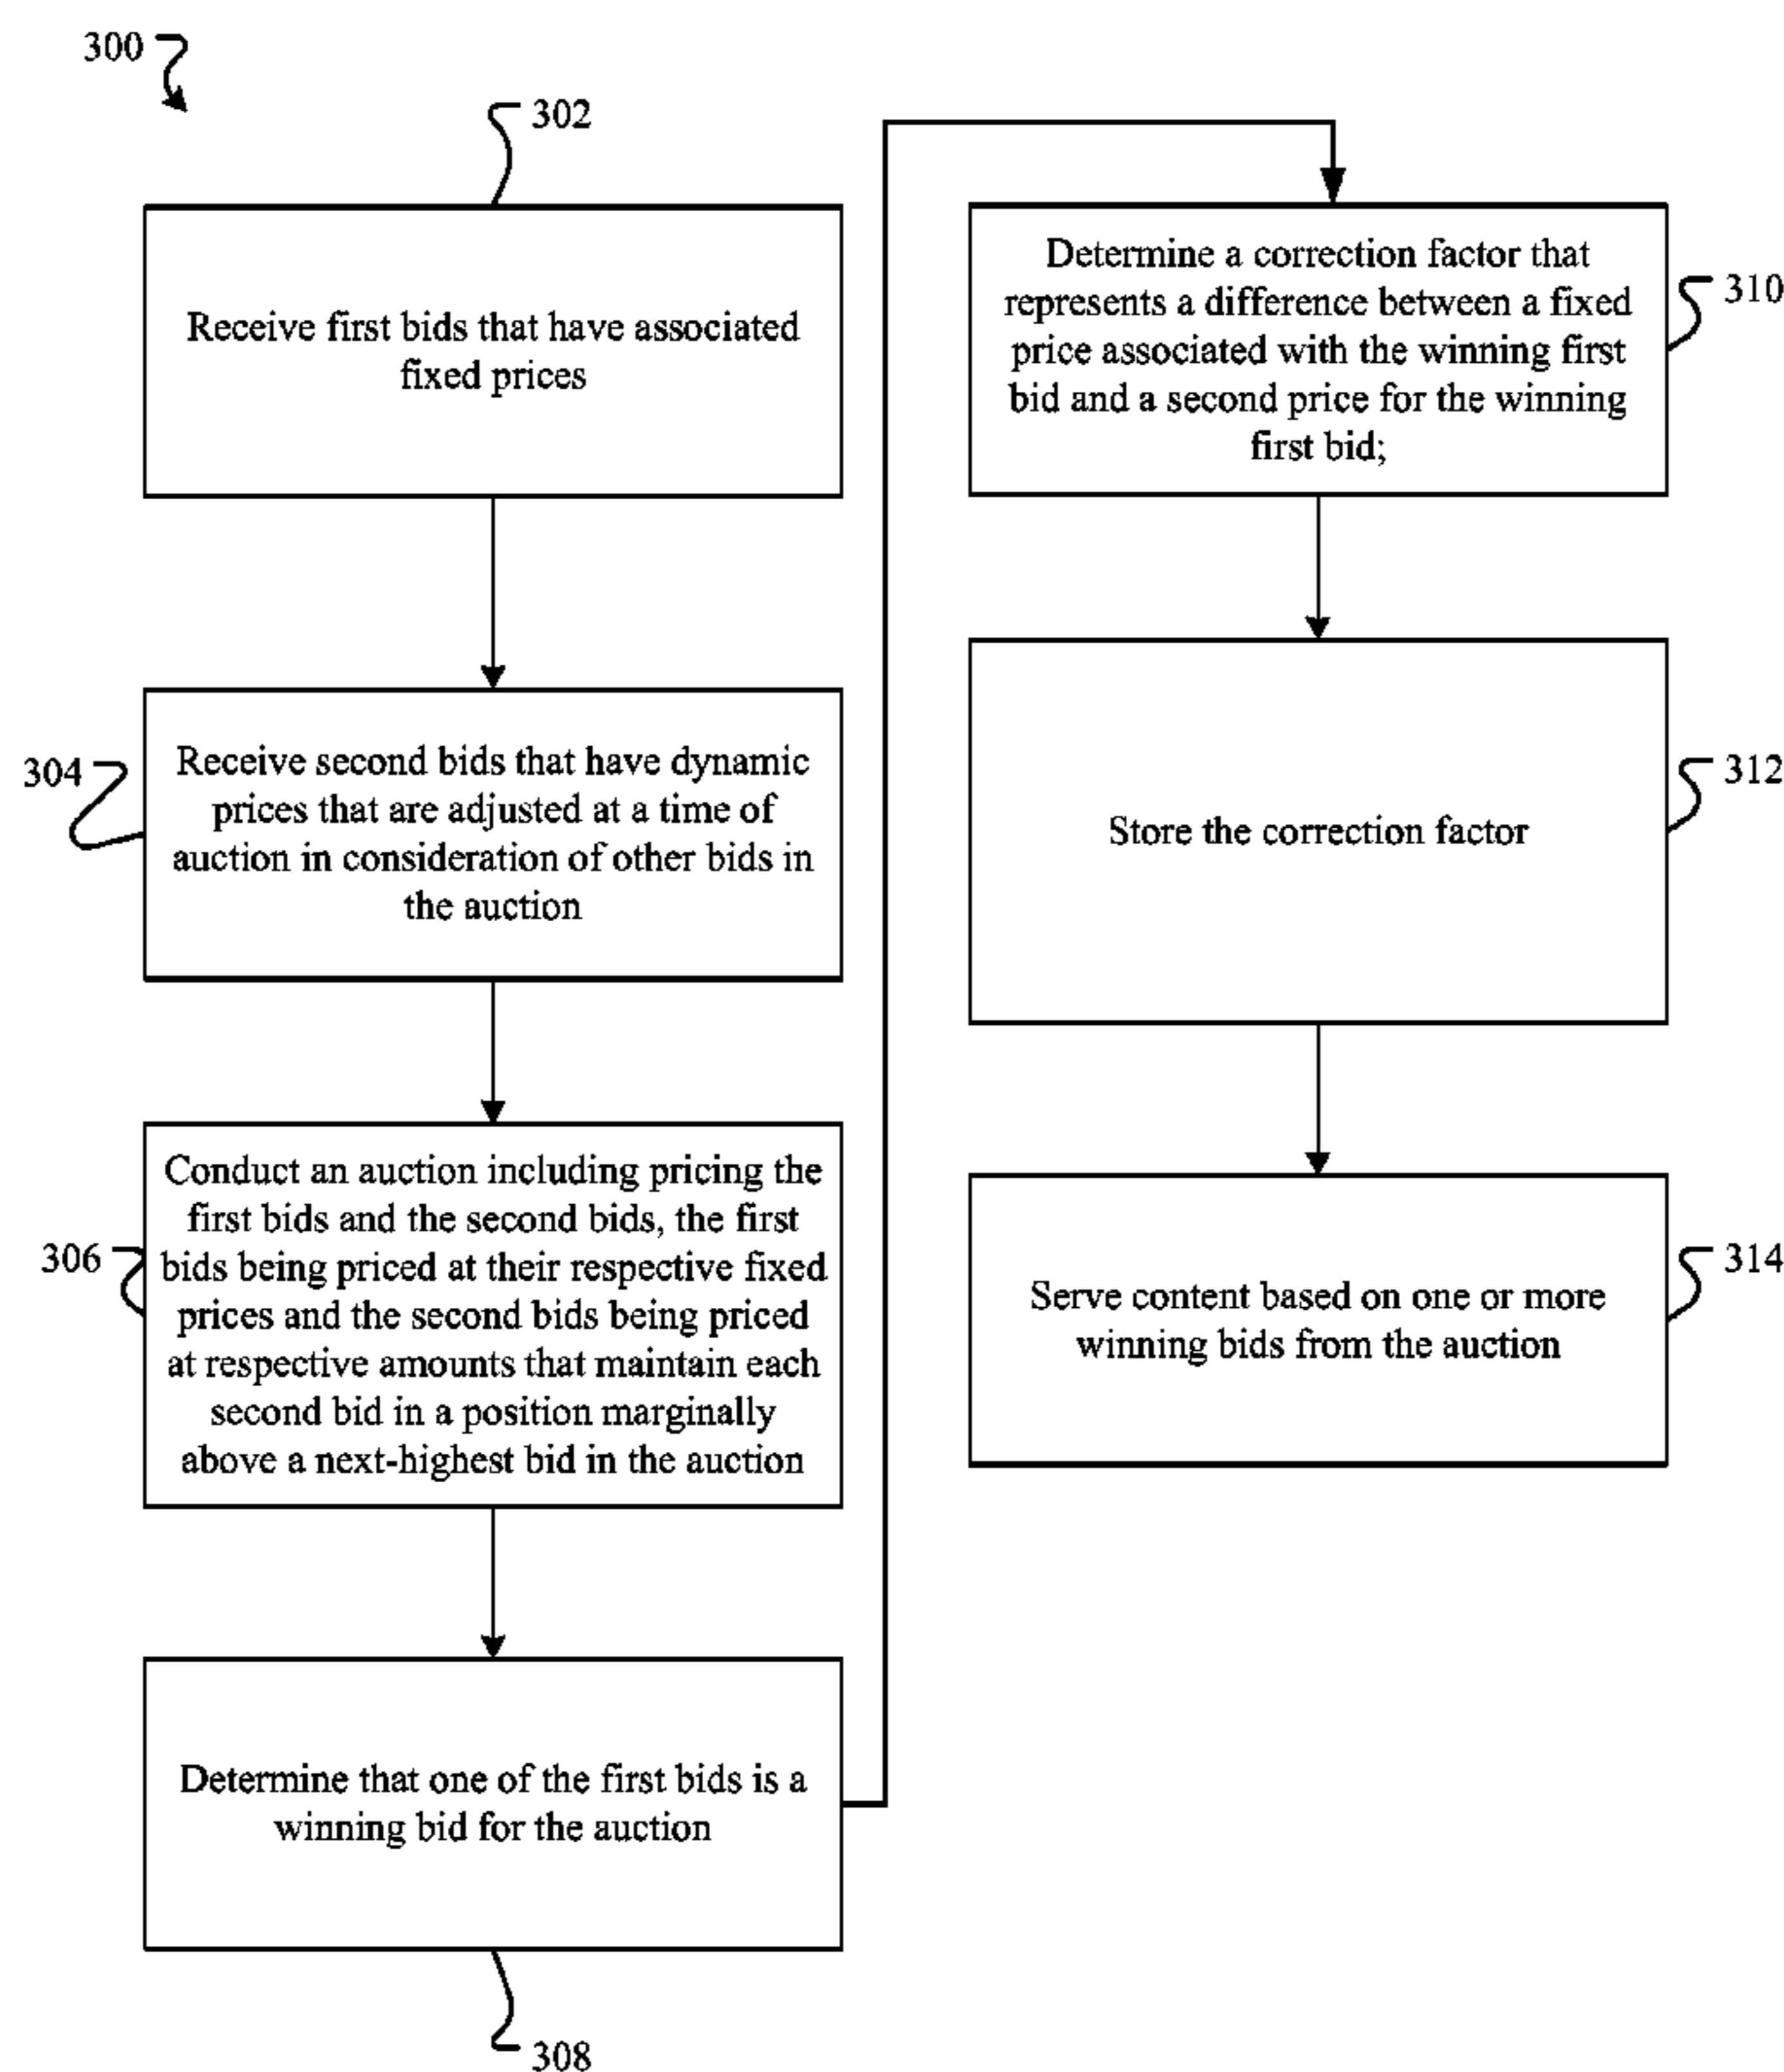 300
302
Receive first bids that have associated
fixed prices
304
Receive second bids that have dynamic
prices that are adjusted at a time of
auction in consideration of other bids in
the auction
306
Conduct an auction including pricing the
first bids and the second bids, the first
bids being priced at their respective fixed
prices and the second bids being priced
at respective amounts that maintain each
second bid in a position marginally
above a next-highest bid in the auction
Determine that one of the first bids is a
winning bid for the auction
308
Determine a correction factor that
represents a difference between a fixed
price associated with the winning first
bid and a second price for the winning
first bid;
310
Store the correction factor
312
Serve content based on one or more
winning bids from the auction
314